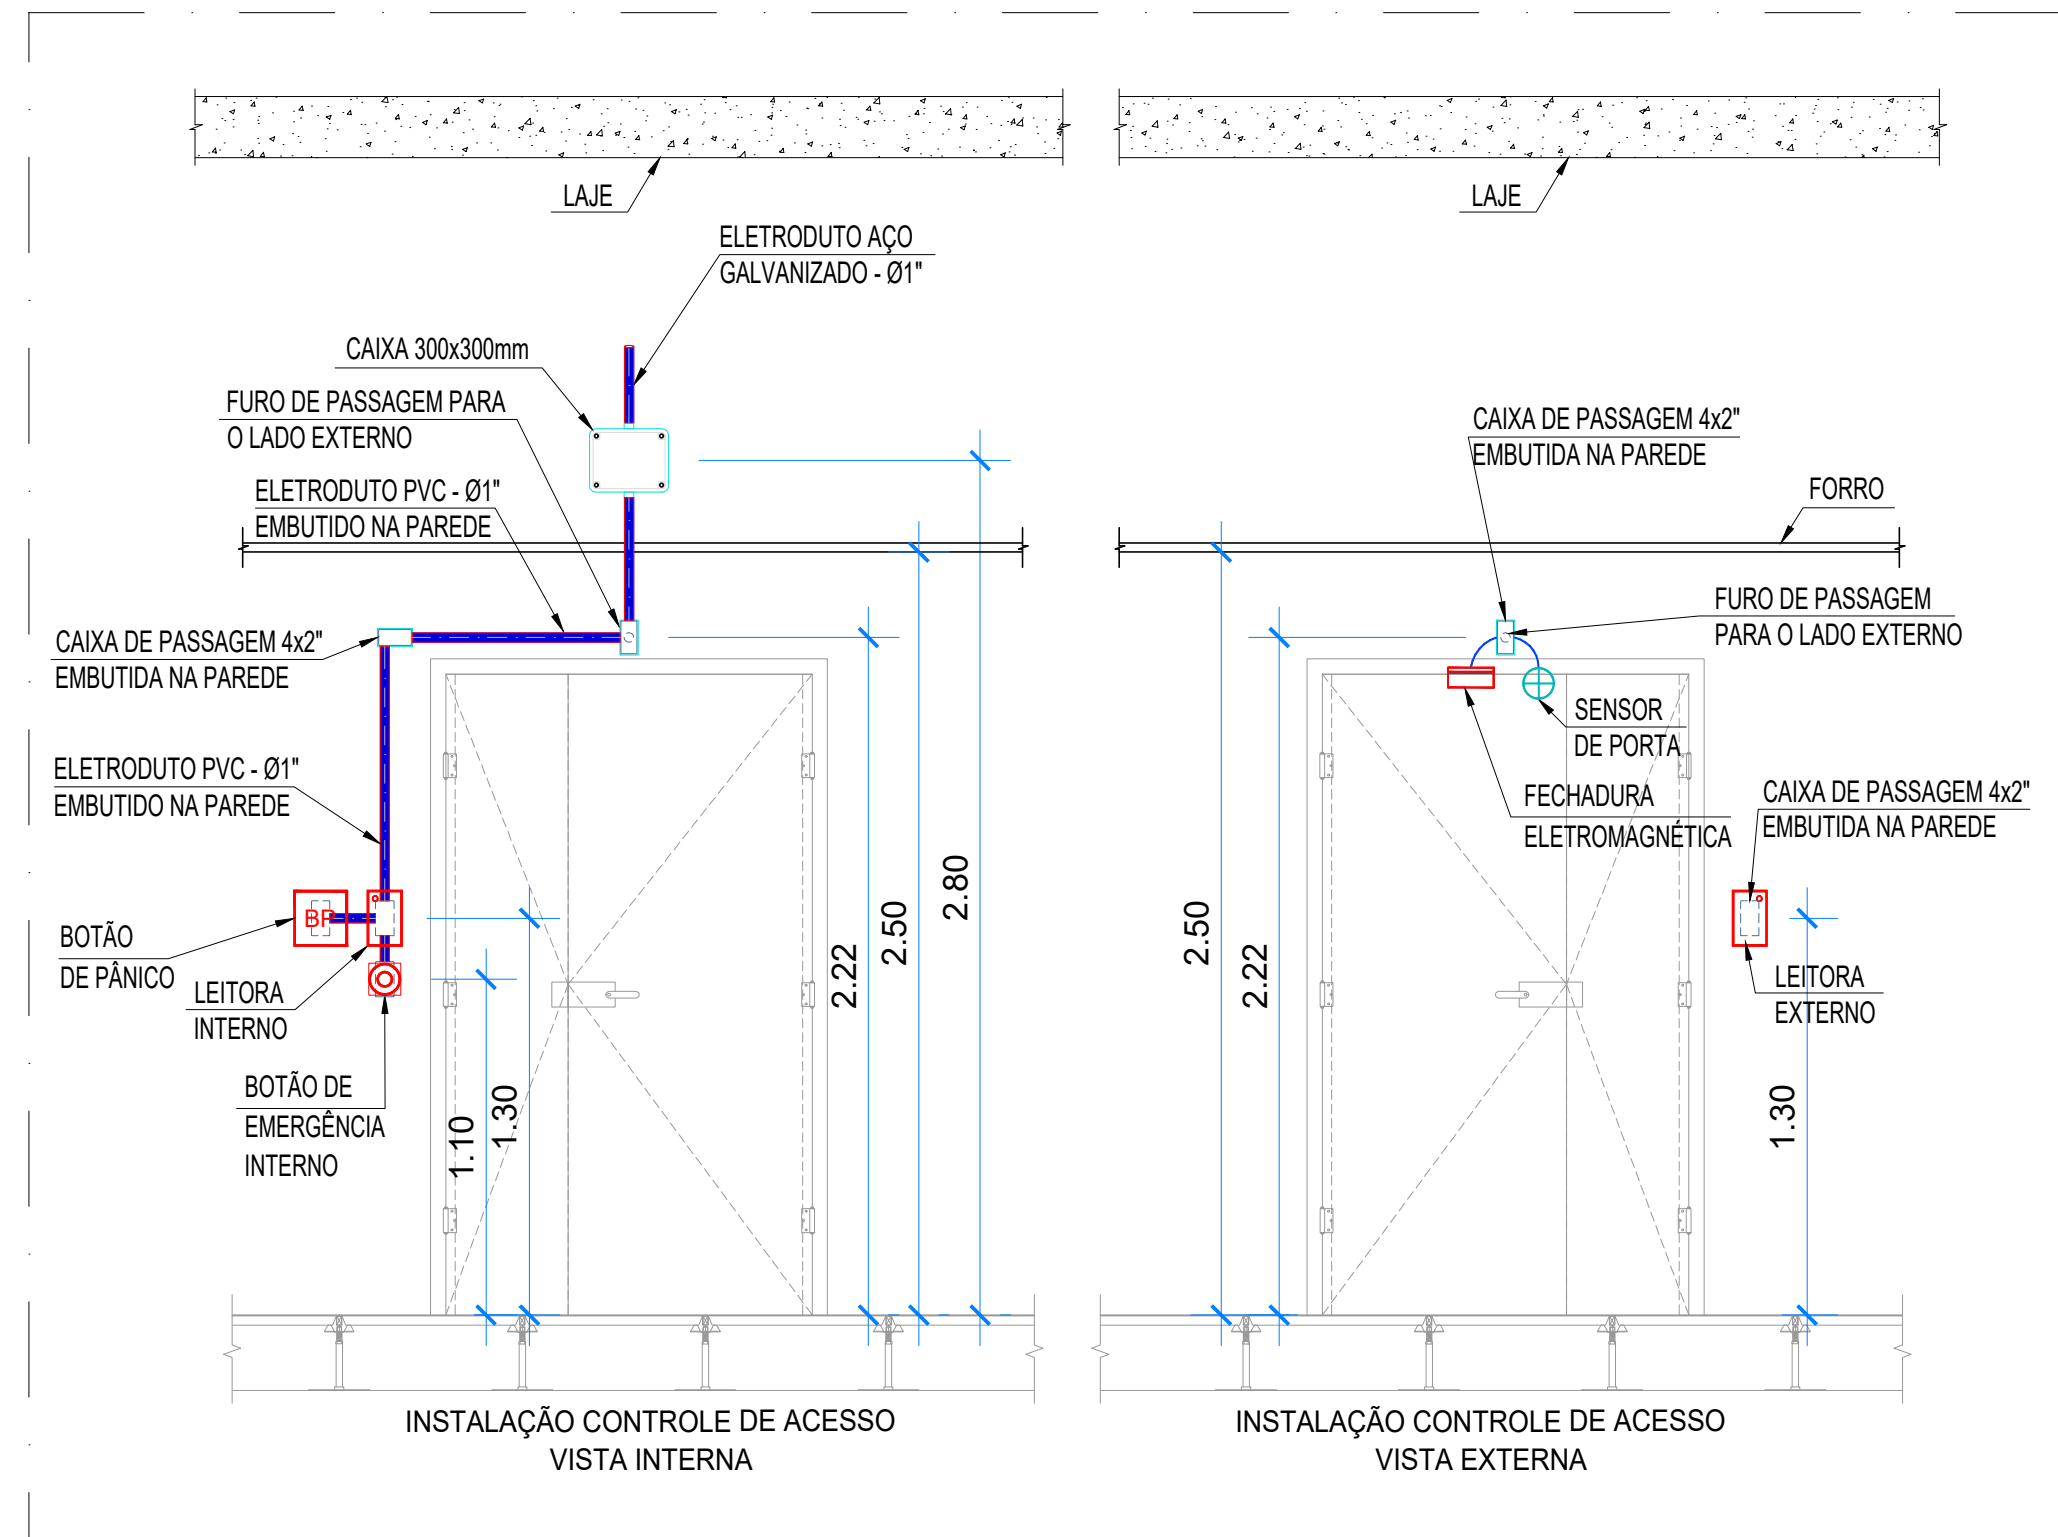 LAJE
ELETRODUTO AÇO
GALVANIZADO - Ø1"
CAIXA 300x300mm
FURO DE PASSAGEM PARA
O LADO EXTERNO
ELETRODUTO PVC - Ø1"
EMBUTIDO NA PAREDE
CAIXA DE PASSAGEM 4x2"
EMBUTIDA NA PAREDE
ELETRODUTO PVC - Ø1"
EMBUTIDO NA PAREDE
BP
BOTÃO
DE PÂNICO
LEITORA
INTERNO
BOTÃO DE
EMERGÊNCIA
INTERNO
1.10
1.30
2.22
2.50
2.80
INSTALAÇÃO CONTROLE DE ACESSO
VISTA INTERNA
LAJE
CAIXA DE PASSAGEM 4x2"
EMBUTIDA NA PAREDE
FORRO
FURO DE PASSAGEM
PARA O LADO EXTERNO
SENSOR
DE PORTA
FECHADURA
ELETROMAGNÉTICA
CAIXA DE PASSAGEM 4x2"
EMBUTIDA NA PAREDE
LEITORA
EXTERNO
2.50
2.22
1.30
INSTALAÇÃO CONTROLE DE ACESSO
VISTA EXTERNA